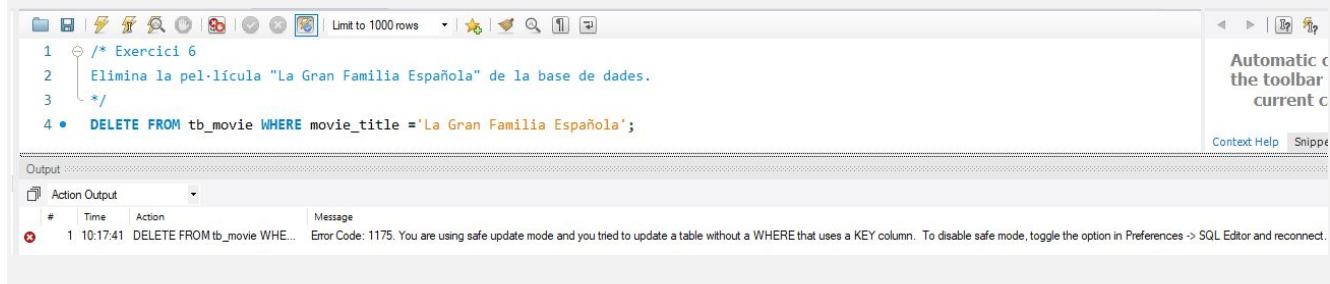 Limit to 1000 rows
1 /* Exercici 6
2 Elimina la pel·lícula "La Gran Familia Española" de la base de dades.
3 */
4 DELETE FROM tb_movie WHERE movie_title ='La Gran Familia Española';
Automatic c
the toolbar
current c
Context Help Snippe
Output
Action Output
# Time Action Message
1 10:17:41 DELETE FROM tb_movie WHE... Error Code: 1175. You are using safe update mode and you tried to update a table without a WHERE that uses a KEY column. To disable safe mode, toggle the option in Preferences -> SQL Editor and reconnect.